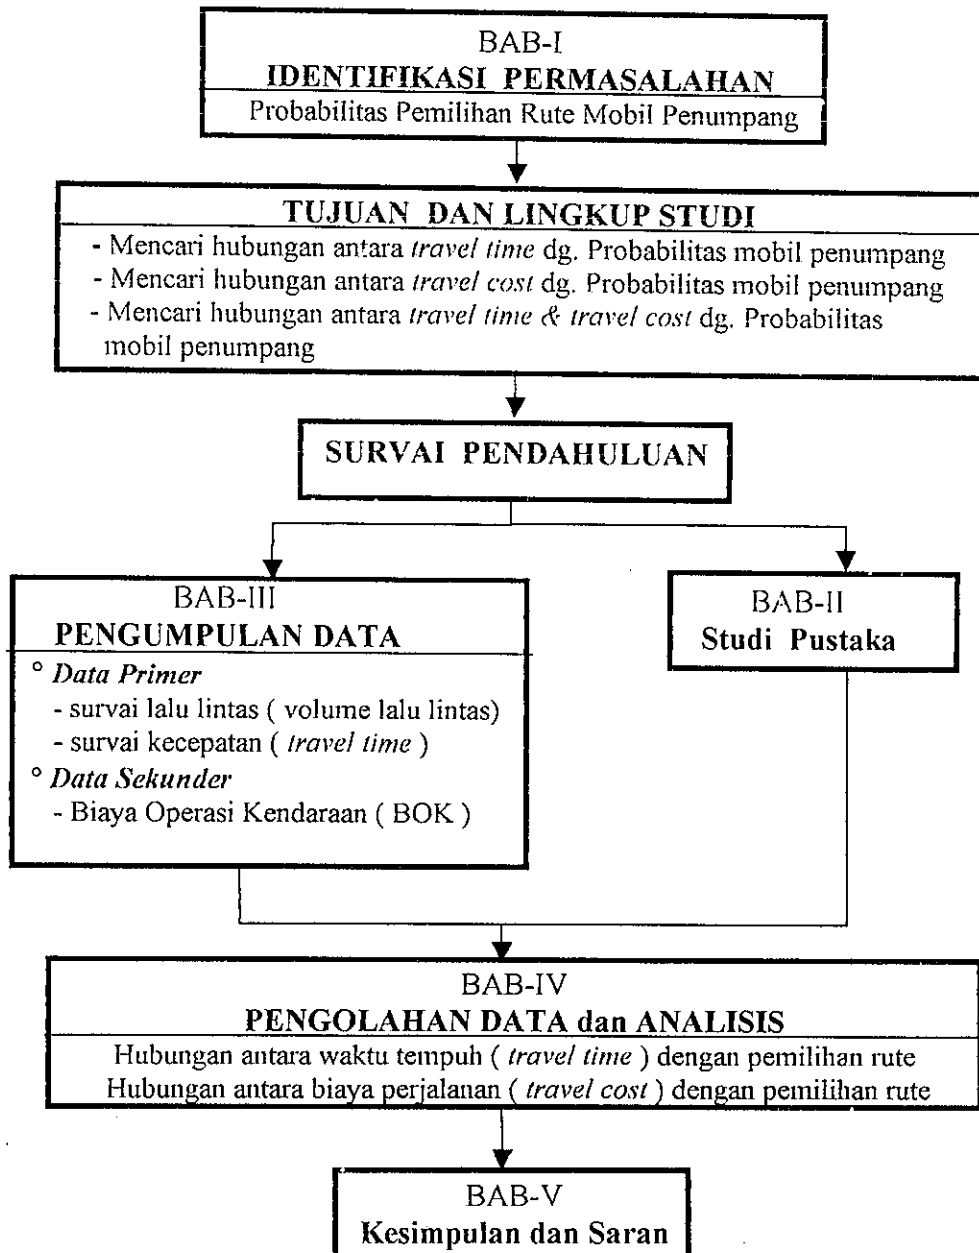 BAB-I
IDENTIFIKASI PERMASALAHAN
Probabilitas Pemilihan Rute Mobil Penumpang
TUJUAN DAN LINGKUP STUDI
- Mencari hubungan antara travel time dg. Probabilitas mobil penumpang
- Mencari hubungan antara travel cost dg. Probabilitas mobil penumpang
- Mencari hubungan antara travel time & travel cost dg. Probabilitas
mobil penumpang
SURVAI PENDAHULUAN
BAB-III
PENGUMPULAN DATA
° Data Primer
- survai lalu lintas ( volume lalu lintas)
- survai kecepatan ( travel time )
° Data Sekunder
- Biaya Operasi Kendaraan ( BOK )
BAB-II
Studi Pustaka
BAB-IV
PENGOLAHAN DATA dan ANALISIS
Hubungan antara waktu tempuh ( travel time ) dengan pemilihan rute
Hubungan antara biaya perjalanan ( travel cost ) dengan pemilihan rute
BAB-V
Kesimpulan dan Saran